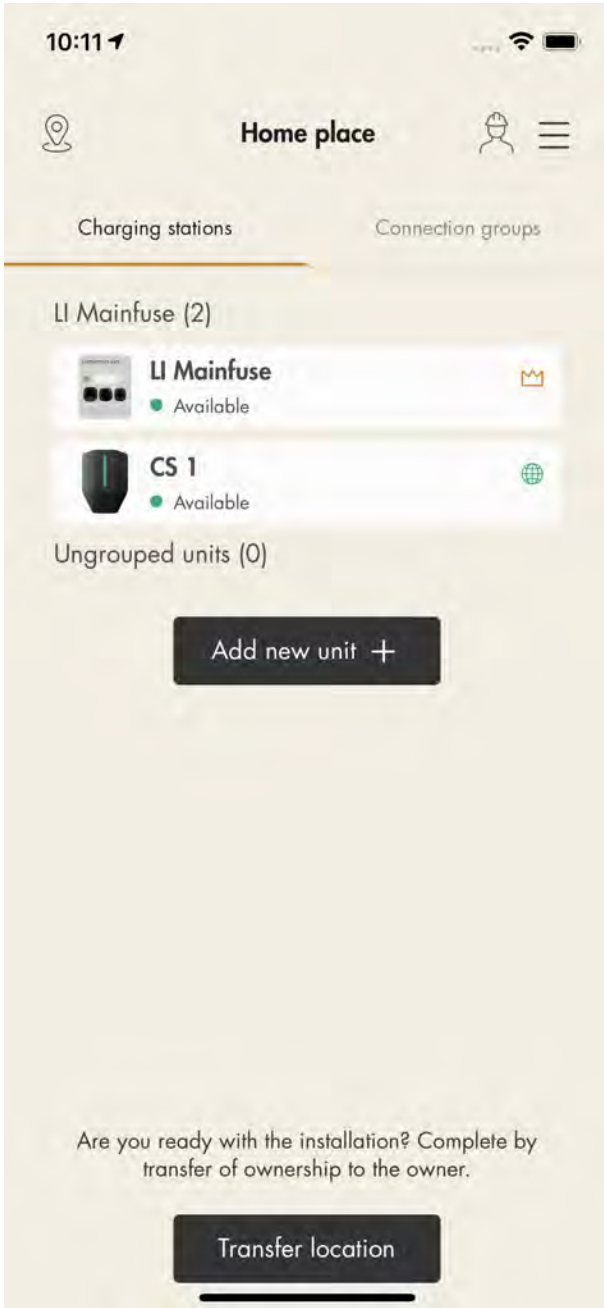 10:11
Home place
Charging stations
Connection groups
LI Mainfuse (2)
LI Mainfuse
Available
CS 1
Available
Ungrouped units (0)
Add new unit +
Are you ready with the installation? Complete by
transfer of ownership to the owner.
Transfer location